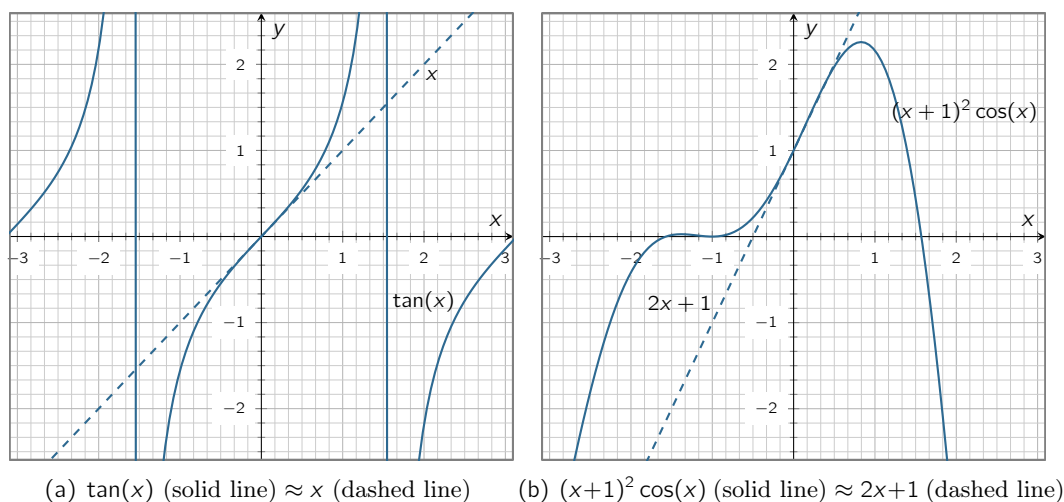 y
2
x
1
x
−3
−2
−1
1
2
3
tan(x)
−1
−2
y
2
(x + 1)² cos(x)
1
x
−3
−2
−1
1
2
3
2x + 1
−1
−2
(a) tan(x) (solid line) ≈ x (dashed line)
(b) (x+1)² cos(x) (solid line) ≈ 2x+1 (dashed line)